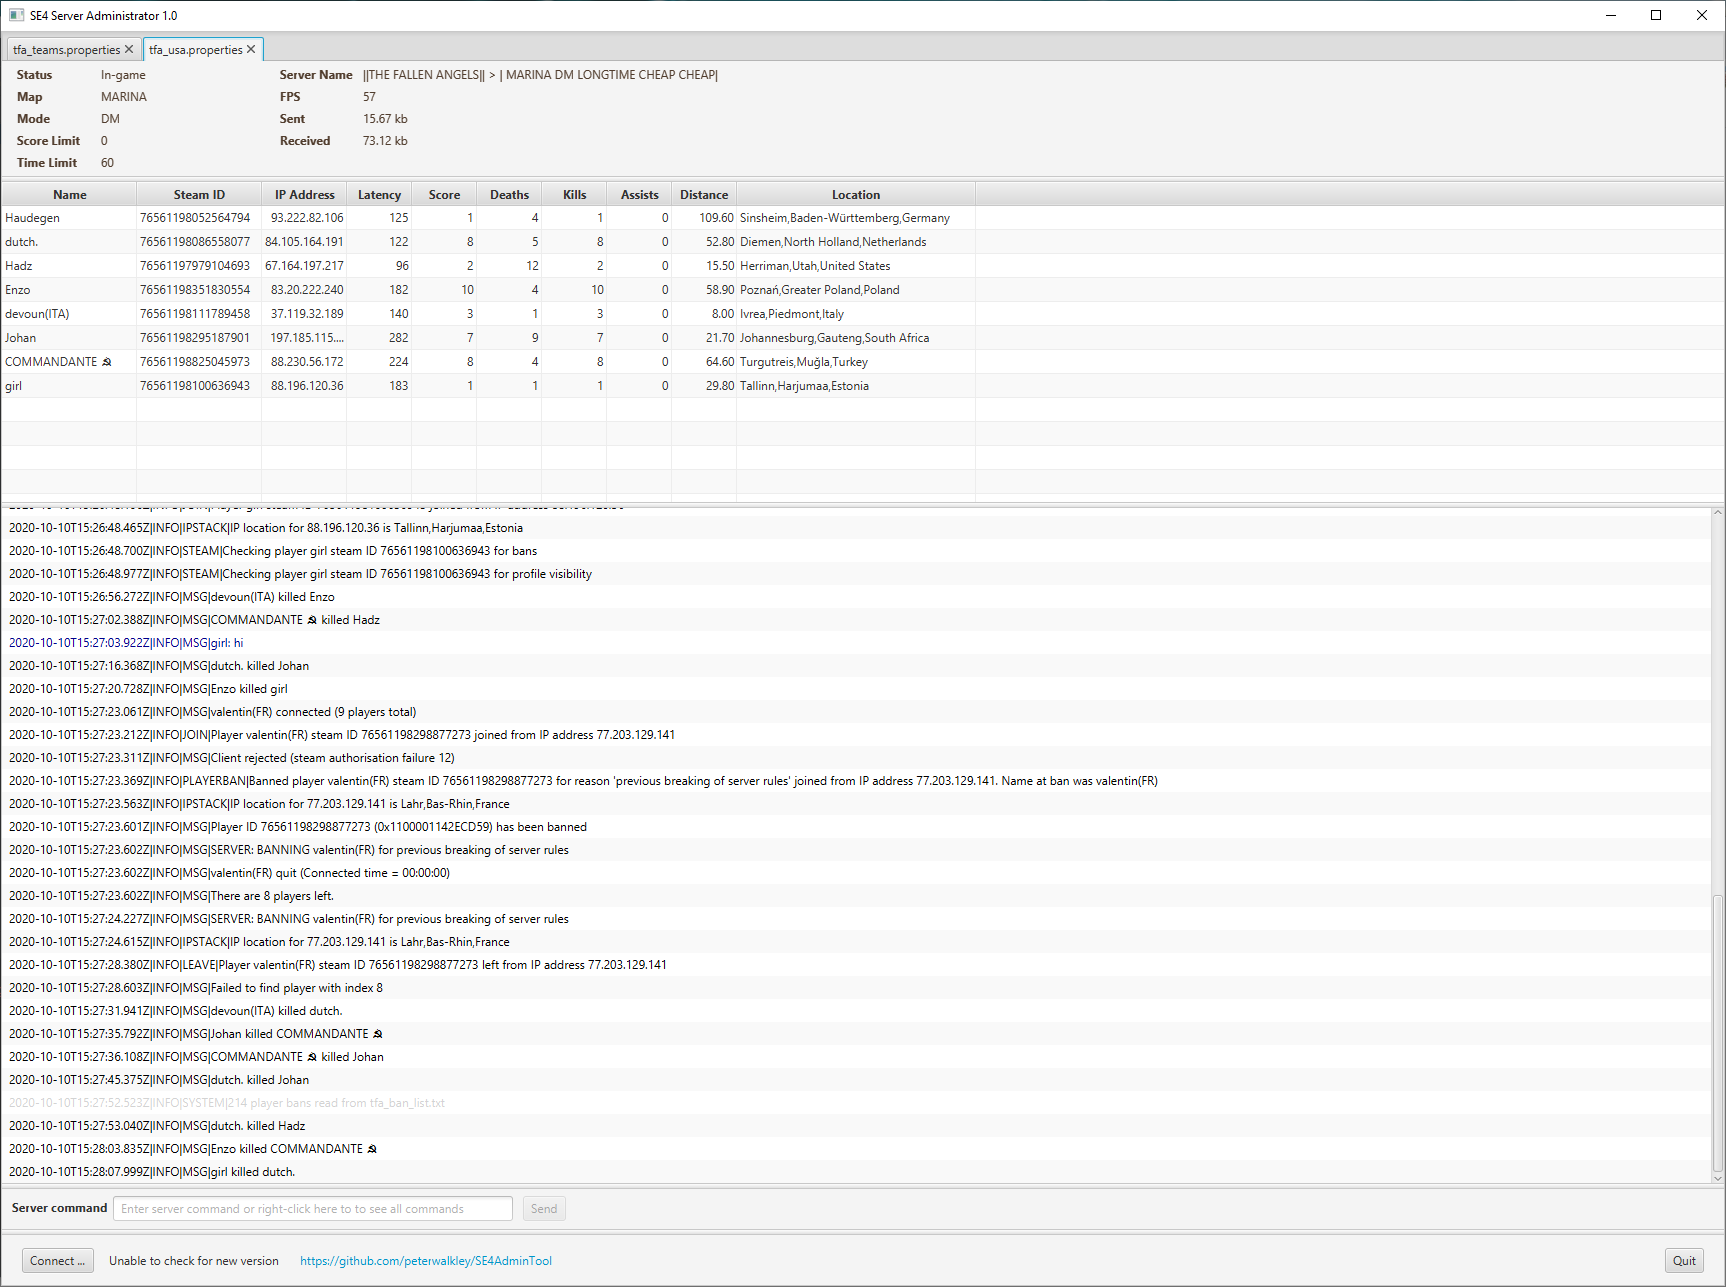 SE4 Server Administrator 1.0
tfa_teams.properties
tfa_usa.properties
Status In-game Server Name ||THE FALLEN ANGELS|| > | MARINA DM LONGTIME CHEAP CHEAP|
Map MARINA FPS 57
Mode DM Sent 15.67 kb
Score Limit 0 Received 73.12 kb
Time Limit 60
Name Steam ID IP Address Latency Score Deaths Kills Assists Distance Location
Haudegen 76561198052564794 93.222.82.106 125 1 4 1 0 109.60 Sinsheim,Baden-Württemberg,Germany
dutch. 76561198086558077 84.105.164.191 122 8 5 8 0 52.80 Diemen,North Holland,Netherlands
Hadz 76561197979104693 67.164.197.217 96 2 12 2 0 15.50 Herriman,Utah,United States
Enzo 76561198351830554 83.20.222.240 182 10 4 10 0 58.90 Poznań,Greater Poland,Poland
devoun(ITA) 76561198111789458 37.119.32.189 140 3 1 3 0 8.00 Ivrea,Piedmont,Italy
Johan 76561198295187901 197.185.115.... 282 7 9 7 0 21.70 Johannesburg,Gauteng,South Africa
COMMANDANTE ☭ 76561198825045973 88.230.56.172 224 8 4 8 0 64.60 Turgutreis,Muğla,Turkey
girl 76561198100636943 88.196.120.36 183 1 1 1 0 29.80 Tallinn,Harjumaa,Estonia
2020-10-10T15:26:48.465Z|INFO|IPSTACK|IP location for 88.196.120.36 is Tallinn,Harjumaa,Estonia
2020-10-10T15:26:48.700Z|INFO|STEAM|Checking player girl steam ID 76561198100636943 for bans
2020-10-10T15:26:48.977Z|INFO|STEAM|Checking player girl steam ID 76561198100636943 for profile visibility
2020-10-10T15:26:56.272Z|INFO|MSG|devoun(ITA) killed Enzo
2020-10-10T15:27:02.388Z|INFO|MSG|COMMANDANTE ☭ killed Hadz
2020-10-10T15:27:03.922Z|INFO|MSG|girl: hi
2020-10-10T15:27:16.368Z|INFO|MSG|dutch. killed Johan
2020-10-10T15:27:20.728Z|INFO|MSG|Enzo killed girl
2020-10-10T15:27:23.061Z|INFO|MSG|valentin(FR) connected (9 players total)
2020-10-10T15:27:23.212Z|INFO|JOIN|Player valentin(FR) steam ID 76561198298877273 joined from IP address 77.203.129.141
2020-10-10T15:27:23.311Z|INFO|MSG|Client rejected (steam authorisation failure 12)
2020-10-10T15:27:23.369Z|INFO|PLAYERBAN|Banned player valentin(FR) steam ID 76561198298877273 for reason 'previous breaking of server rules' joined from IP address 77.203.129.141. Name at ban was valentin(FR)
2020-10-10T15:27:23.563Z|INFO|IPSTACK|IP location for 77.203.129.141 is Lahr,Bas-Rhin,France
2020-10-10T15:27:23.601Z|INFO|MSG|Player ID 76561198298877273 (0x1100001142ECD59) has been banned
2020-10-10T15:27:23.602Z|INFO|MSG|SERVER: BANNING valentin(FR) for previous breaking of server rules
2020-10-10T15:27:23.602Z|INFO|MSG|valentin(FR) quit (Connected time = 00:00:00)
2020-10-10T15:27:23.602Z|INFO|MSG|There are 8 players left.
2020-10-10T15:27:24.227Z|INFO|MSG|SERVER: BANNING valentin(FR) for previous breaking of server rules
2020-10-10T15:27:24.615Z|INFO|IPSTACK|IP location for 77.203.129.141 is Lahr,Bas-Rhin,France
2020-10-10T15:27:28.380Z|INFO|LEAVE|Player valentin(FR) steam ID 76561198298877273 left from IP address 77.203.129.141
2020-10-10T15:27:28.603Z|INFO|MSG|Failed to find player with index 8
2020-10-10T15:27:31.941Z|INFO|MSG|devoun(ITA) killed dutch.
2020-10-10T15:27:35.792Z|INFO|MSG|Johan killed COMMANDANTE ☭
2020-10-10T15:27:36.108Z|INFO|MSG|COMMANDANTE ☭ killed Johan
2020-10-10T15:27:45.375Z|INFO|MSG|dutch. killed Johan
2020-10-10T15:27:52.523Z|INFO|SYSTEM|214 player bans read from tfa_ban_list.txt
2020-10-10T15:27:53.040Z|INFO|MSG|dutch. killed Hadz
2020-10-10T15:28:03.835Z|INFO|MSG|Enzo killed COMMANDANTE ☭
2020-10-10T15:28:07.999Z|INFO|MSG|girl killed dutch.
Server command Enter server command or right-click here to to see all commands Send
Connect ... Unable to check for new version https://github.com/peterwalkley/SE4AdminTool Quit